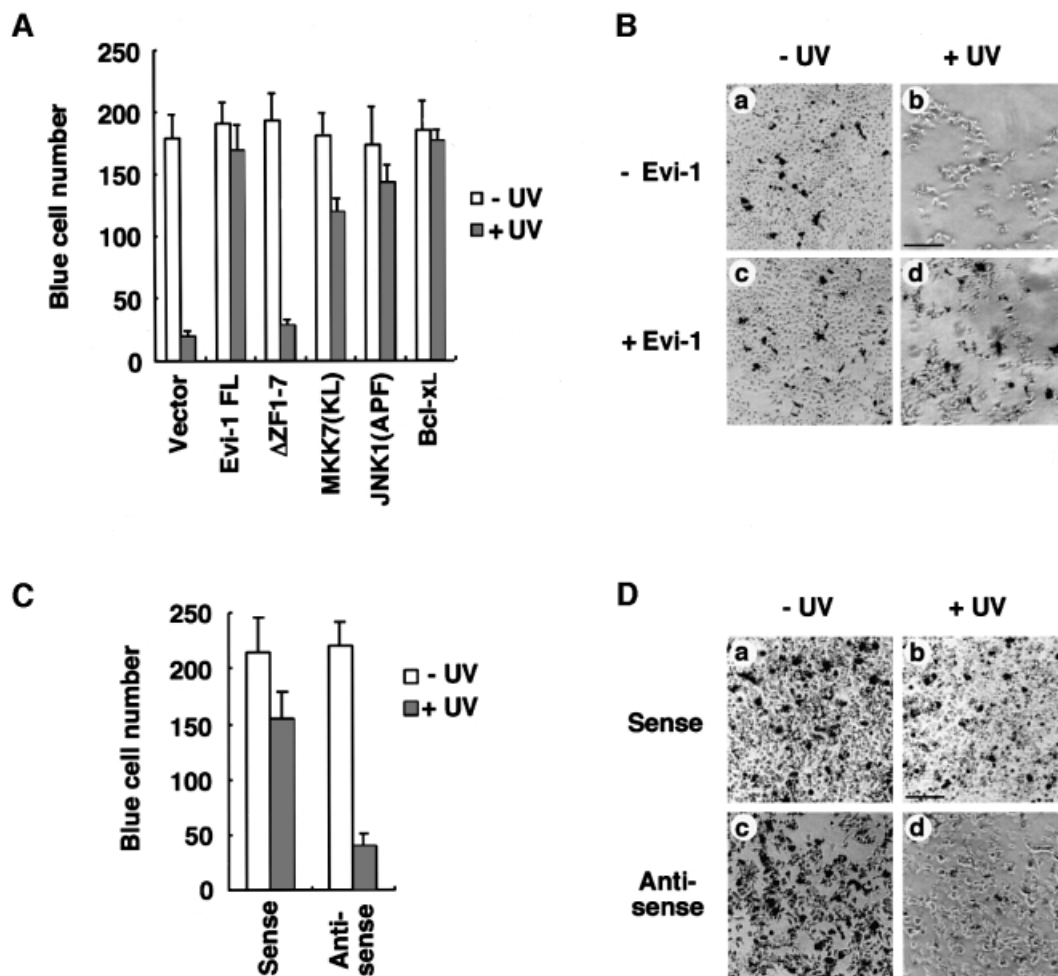 A
250
200
150
100
50
0
Blue cell number
- UV
+ UV
Vector
Evi-1 FL
ΔZF1-7
MKK7(KL)
JNK1(APF)
Bcl-xL
B
- UV
+ UV
- Evi-1
+ Evi-1
a
b
c
d
C
250
200
150
100
50
0
Blue cell number
- UV
+ UV
Sense
Anti-
sense
D
- UV
+ UV
Sense
Anti-
sense
a
b
c
d